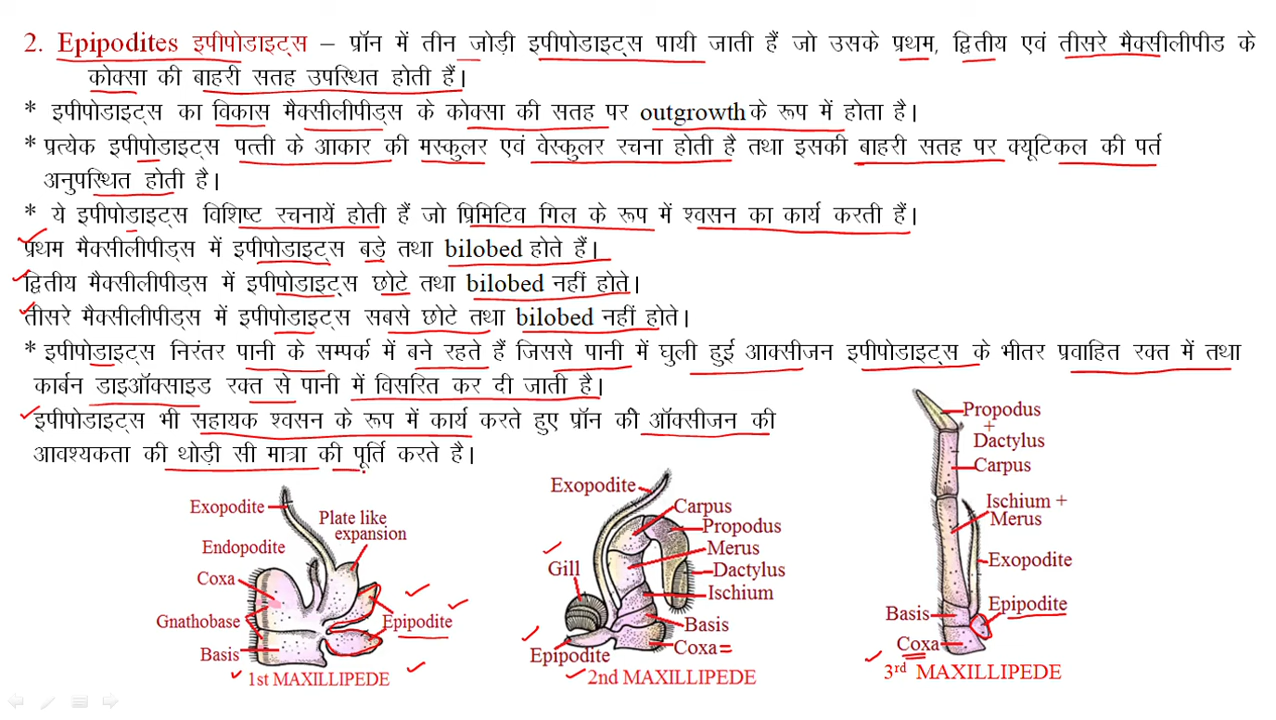 2. Epipodites इपीपोडाइट्स – प्रॉन में तीन जोड़ी इपीपोडाइट्स पायी जाती हैं जो उसके प्रथम, द्वितीय एवं तीसरे मैक्सीलीपीड के
कोक्सा की बाहरी सतह उपस्थित होती हैं।
* इपीपोडाइट्स का विकास मैक्सीलीपीड्स के कोक्सा की सतह पर outgrowth के रूप में होता है।
* प्रत्येक इपीपोडाइट्स पत्ती के आकार की मस्कुलर एवं वेस्कुलर रचना होती है तथा इसकी बाहरी सतह पर क्यूटिकल की पर्त
अनुपस्थित होती है।
* ये इपीपोडाइट्स विशिष्ट रचनायें होती हैं जो प्रिमिटिव गिल के रूप में श्वसन का कार्य करती हैं।
प्रथम मैक्सीलीपीड्स में इपीपोडाइट्स बड़े तथा bilobed होते हैं।
द्वितीय मैक्सीलीपीड्स में इपीपोडाइट्स छोटे तथा bilobed नहीं होते।
तीसरे मैक्सीलीपीड्स में इपीपोडाइट्स सबसे छोटे तथा bilobed नहीं होते।
* इपीपोडाइट्स निरंतर पानी के सम्पर्क में बने रहते हैं जिससे पानी में घुली हुई आक्सीजन इपीपोडाइट्स के भीतर प्रवाहित रक्त में तथा
कार्बन डाइऑक्साइड रक्त से पानी में विसरित कर दी जाती है।
इपीपोडाइट्स भी सहायक श्वसन के रूप में कार्य करते हुए प्रॉन की ऑक्सीजन की
आवश्यकता की थोड़ी सी मात्रा की पूर्ति करते है।
Exopodite
Plate like
expansion
Endopodite
Coxa
Gnathobase
Epipodite
Basis
1st MAXILLIPEDE
Exopodite
Carpus
Propodus
Merus
Gill
Dactylus
Ischium
Basis
Coxa
Epipodite
2nd MAXILLIPEDE
Propodus
+
Dactylus
Carpus
Ischium +
Merus
Exopodite
Epipodite
Basis
Coxa
3rd MAXILLIPEDE